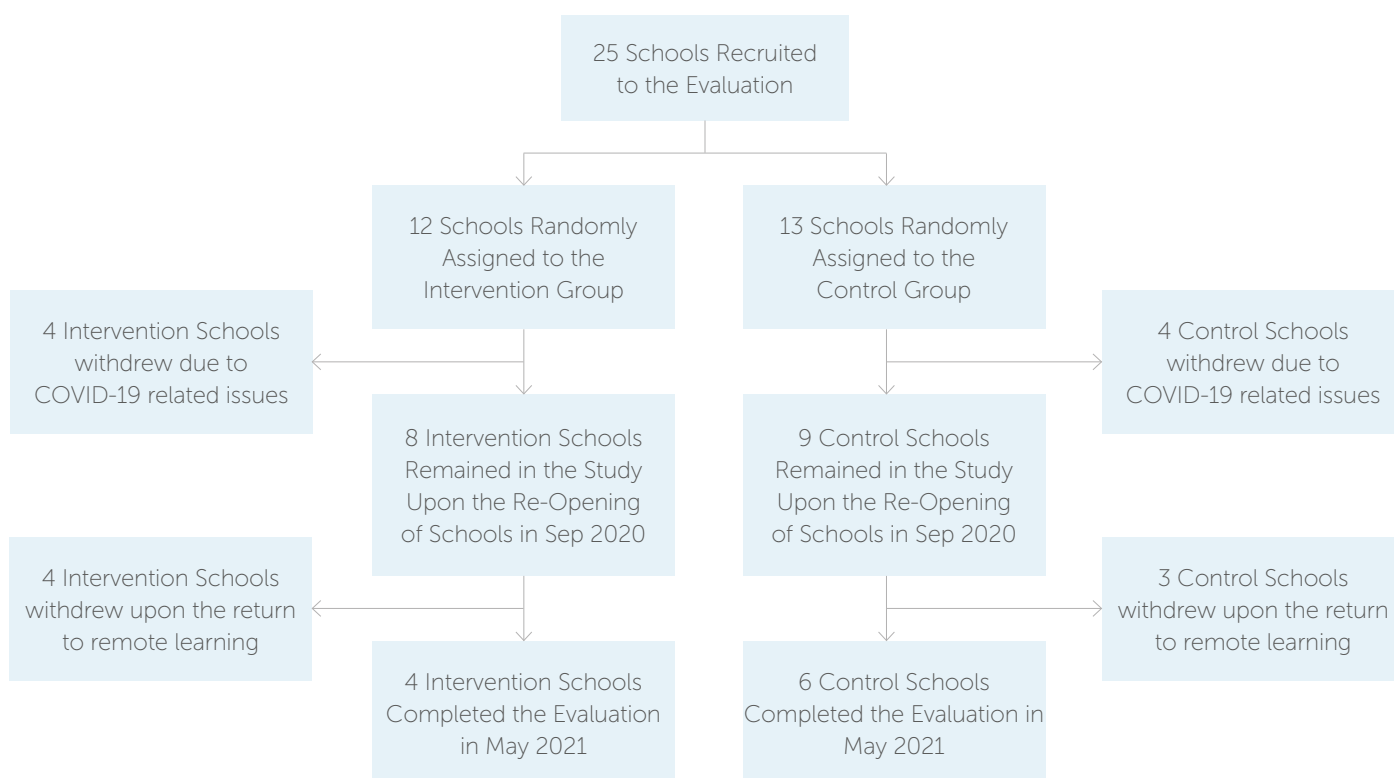 25 Schools Recruited
to the Evaluation
12 Schools Randomly
Assigned to the
Intervention Group
13 Schools Randomly
Assigned to the
Control Group
4 Intervention Schools
withdrew due to
COVID-19 related issues
4 Control Schools
withdrew due to
COVID-19 related issues
8 Intervention Schools
Remained in the Study
Upon the Re-Opening
of Schools in Sep 2020
9 Control Schools
Remained in the Study
Upon the Re-Opening
of Schools in Sep 2020
4 Intervention Schools
withdrew upon the return
to remote learning
3 Control Schools
withdrew upon the return
to remote learning
4 Intervention Schools
Completed the Evaluation
in May 2021
6 Control Schools
Completed the Evaluation in
May 2021